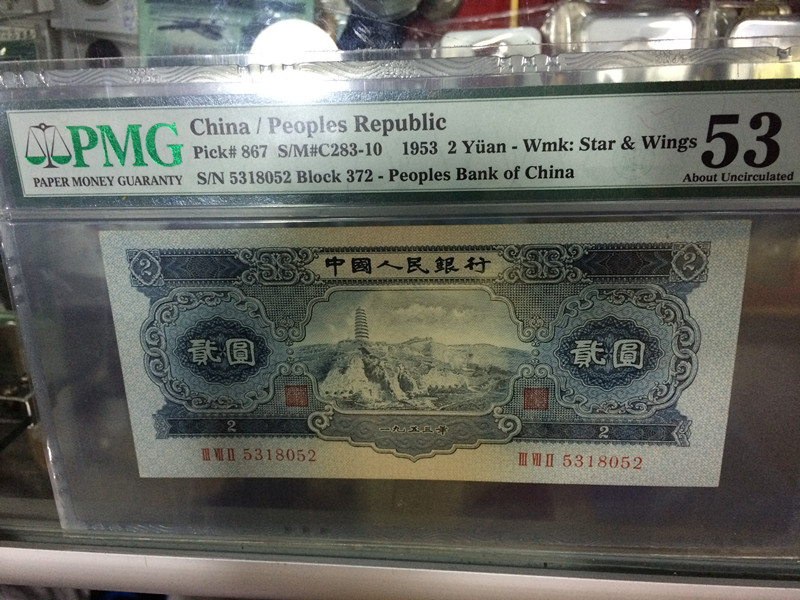 PMG
PAPER MONEY GUARANTY
China / Peoples Republic
Pick# 867 S/M#C283-10 1953 2 Yüan - Wmk: Star & Wings
S/N 5318052 Block 372 - Peoples Bank of China
53
About Uncirculated
2
中國人民銀行
2
貳圓
貳圓
2
一九五三年
2
III VII II 5318052
III VII II 5318052